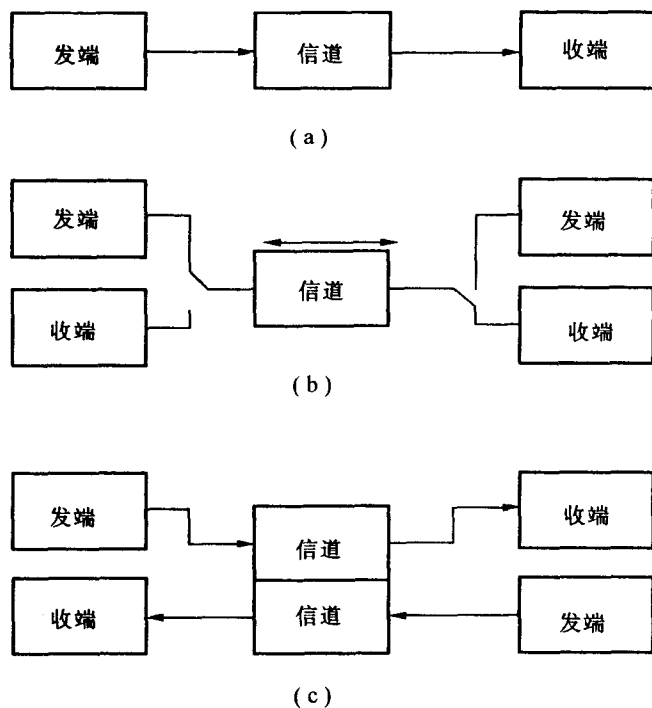 发端 信道 收端
(a)
发端 发端
信道
收端 收端
(b)
发端 收端
信道
收端 信道 发端
(c)